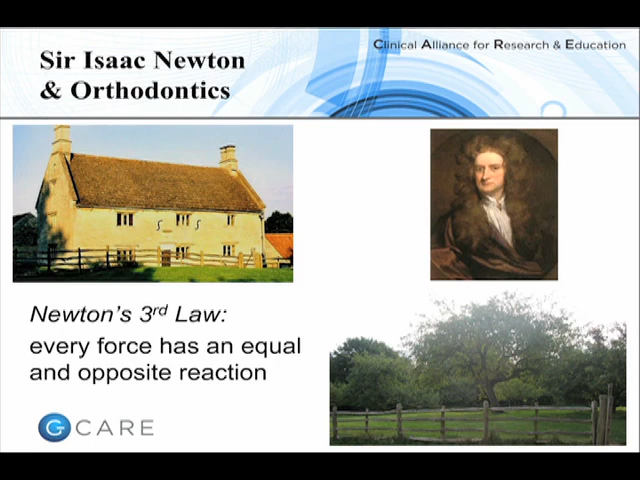 Clinical Alliance for Research & Education
Sir Isaac Newton
& Orthodontics
Newton's 3rd Law:
every force has an equal
and opposite reaction
G CARE